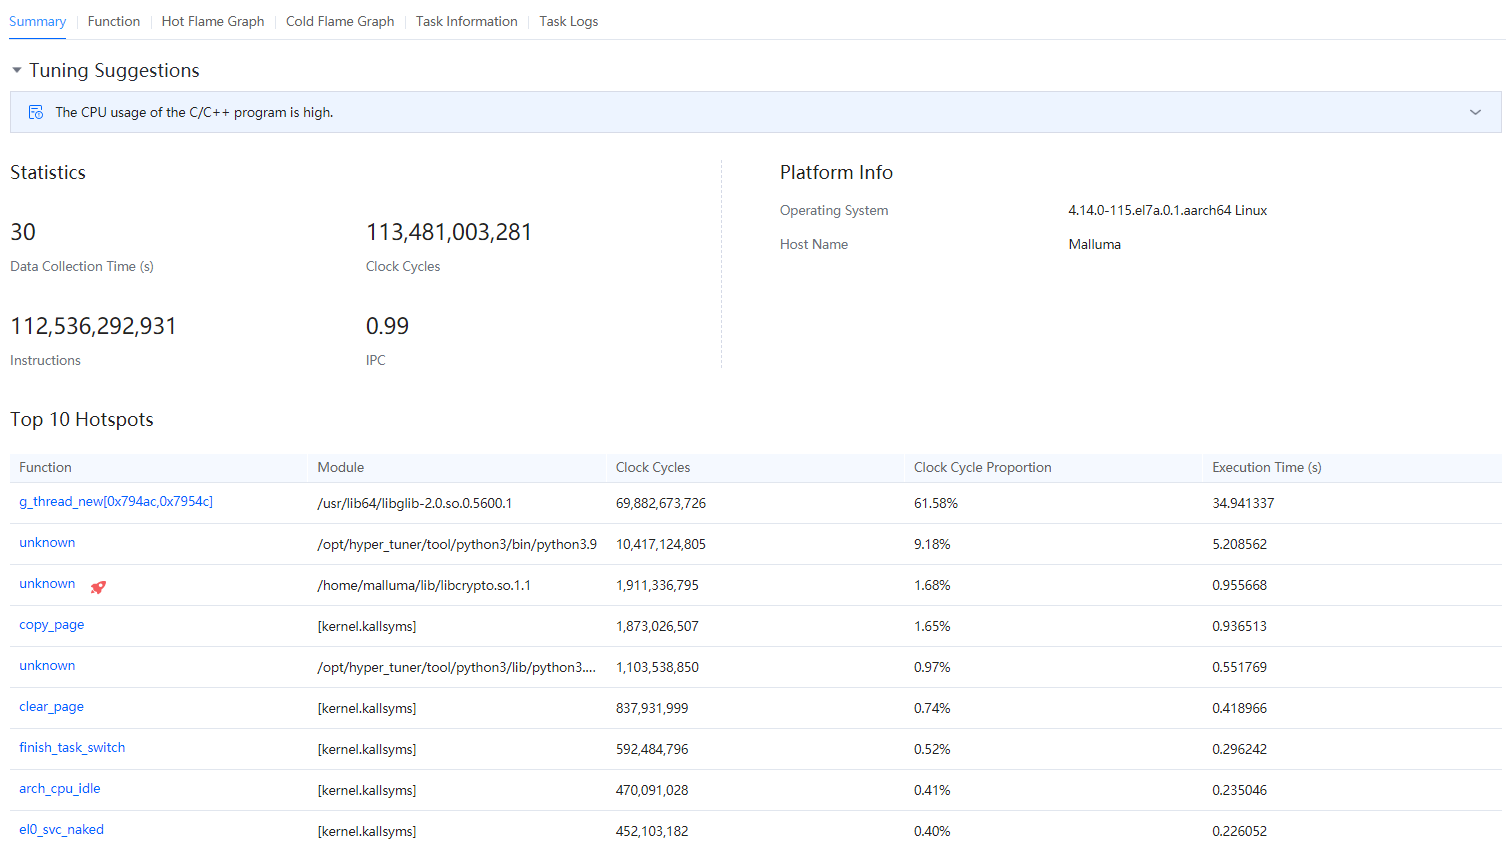 Summary Function Hot Flame Graph Cold Flame Graph Task Information Task Logs
Tuning Suggestions
The CPU usage of the C/C++ program is high.
Statistics
30
Data Collection Time (s)
113,481,003,281
Clock Cycles
112,536,292,931
Instructions
0.99
IPC
Platform Info
Operating System 4.14.0-115.el7a.0.1.aarch64 Linux
Host Name Malluma
Top 10 Hotspots
Function Module Clock Cycles Clock Cycle Proportion Execution Time (s)
g_thread_new[0x794ac,0x7954c] /usr/lib64/libglib-2.0.so.0.5600.1 69,882,673,726 61.58% 34.941337
unknown /opt/hyper_tuner/tool/python3/bin/python3.9 10,417,124,805 9.18% 5.208562
unknown /home/malluma/lib/libcrypto.so.1.1 1,911,336,795 1.68% 0.955668
copy_page [kernel.kallsyms] 1,873,026,507 1.65% 0.936513
unknown /opt/hyper_tuner/tool/python3/lib/python3.... 1,103,538,850 0.97% 0.551769
clear_page [kernel.kallsyms] 837,931,999 0.74% 0.418966
finish_task_switch [kernel.kallsyms] 592,484,796 0.52% 0.296242
arch_cpu_idle [kernel.kallsyms] 470,091,028 0.41% 0.235046
el0_svc_naked [kernel.kallsyms] 452,103,182 0.40% 0.226052